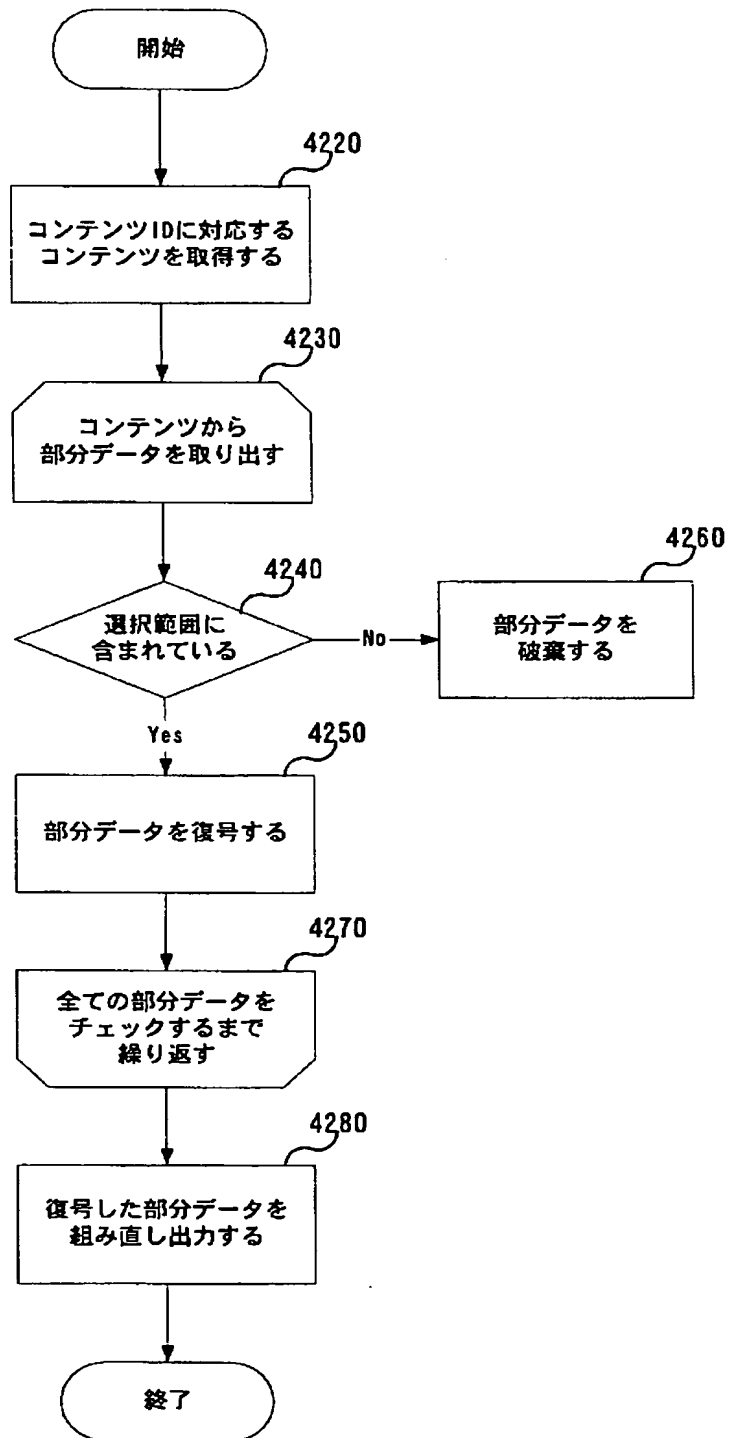 開始
4220
コンテンツIDに対応する
コンテンツを取得する
4230
コンテンツから
部分データを取り出す
4240
選択範囲に
含まれている
No
4260
部分データを
破棄する
Yes
4250
部分データを復号する
4270
全ての部分データを
チェックするまで
繰り返す
4280
復号した部分データを
組み直し出力する
終了